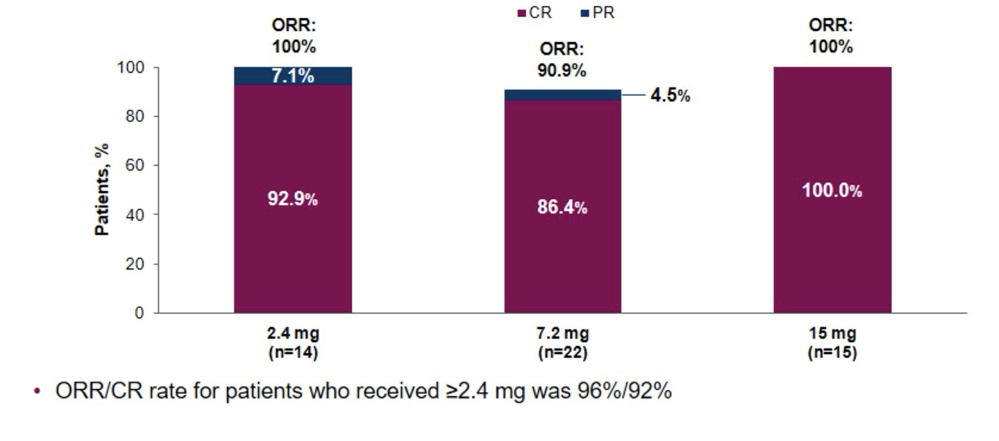 CR PR
ORR:
100%
ORR:
90.9%
ORR:
100%
100
80
60
40
20
0
Patients, %
7.1%
92.9%
4.5%
86.4%
100.0%
2.4 mg
(n=14)
7.2 mg
(n=22)
15 mg
(n=15)
• ORR/CR rate for patients who received ≥2.4 mg was 96%/92%